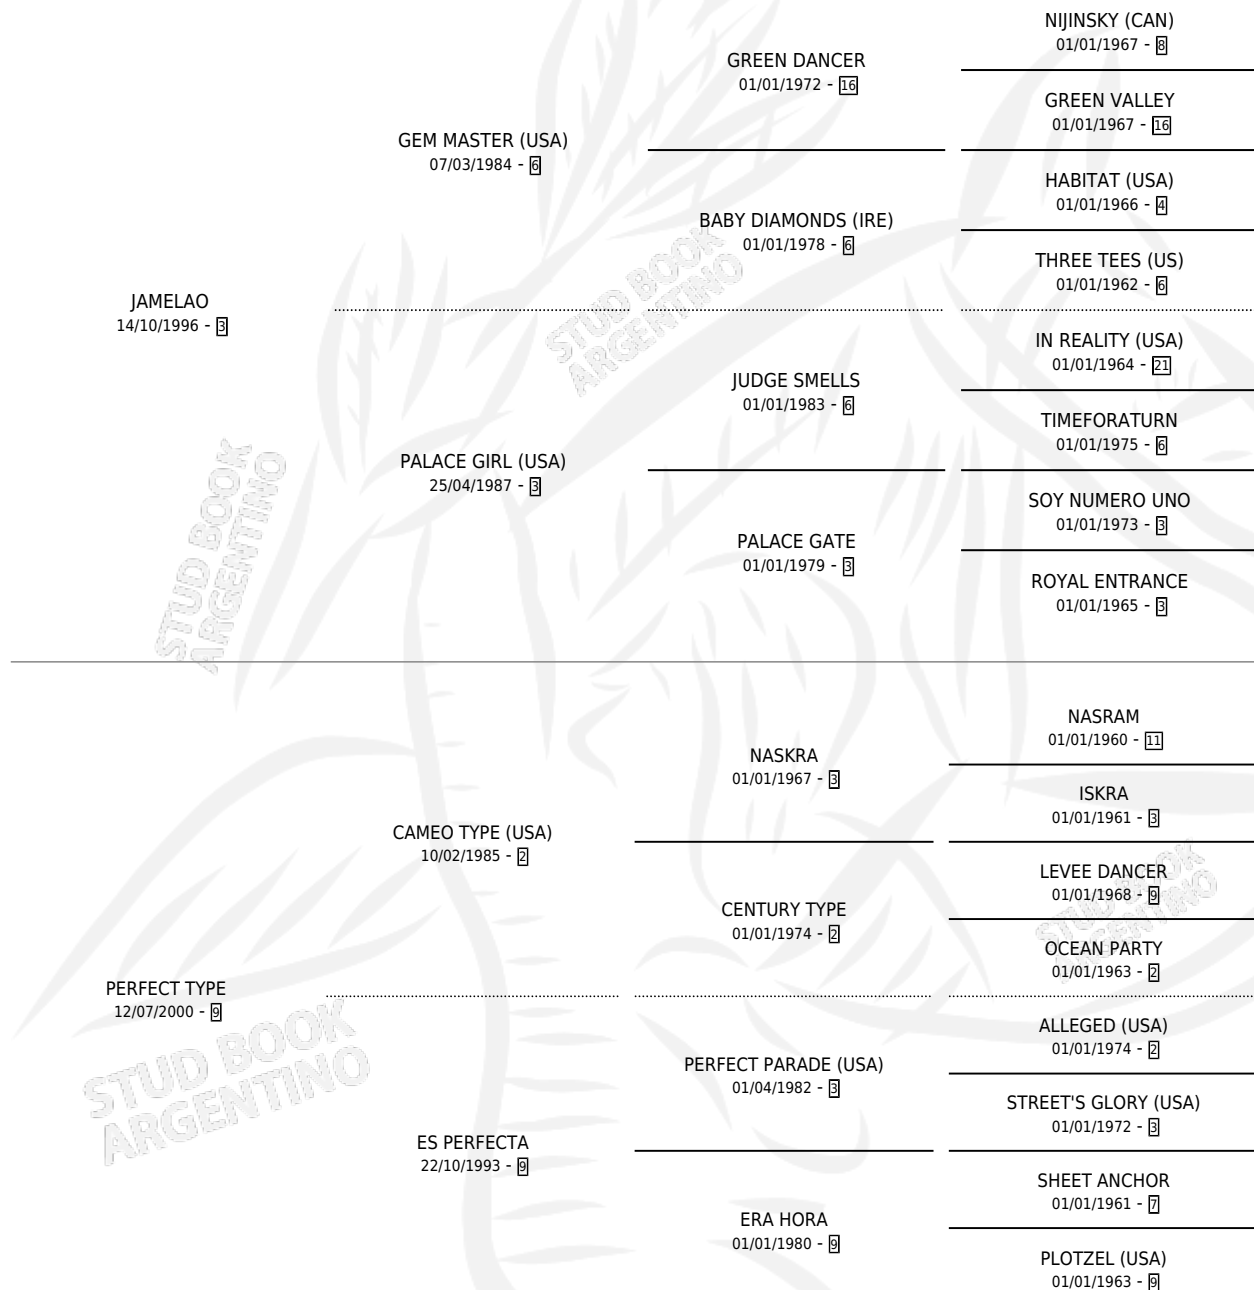 NIJINSKY (CAN)
01/01/1967 - 8
GREEN DANCER
01/01/1972 - 16
GREEN VALLEY
01/01/1967 - 16
GEM MASTER (USA)
07/03/1984 - 6
HABITAT (USA)
01/01/1966 - 4
BABY DIAMONDS (IRE)
01/01/1978 - 6
THREE TEES (US)
01/01/1962 - 6
JAMELAO
14/10/1996 - 3
IN REALITY (USA)
01/01/1964 - 21
JUDGE SMELLS
01/01/1983 - 6
TIMEFORATURN
01/01/1975 - 6
PALACE GIRL (USA)
25/04/1987 - 3
SOY NUMERO UNO
01/01/1973 - 3
PALACE GATE
01/01/1979 - 3
ROYAL ENTRANCE
01/01/1965 - 3
STUD BOOK
ARGENTINO
STUD BOOK
ARGENTINO
NASRAM
01/01/1960 - 11
NASKRA
01/01/1967 - 3
ISKRA
01/01/1961 - 3
CAMEO TYPE (USA)
10/02/1985 - 2
LEVEE DANCER
01/01/1968 - 9
CENTURY TYPE
01/01/1974 - 2
OCEAN PARTY
01/01/1963 - 2
STUD BOOK
ARGENTINO
PERFECT TYPE
12/07/2000 - 9
ALLEGED (USA)
01/01/1974 - 2
PERFECT PARADE (USA)
01/04/1982 - 3
STREET'S GLORY (USA)
01/01/1972 - 3
ES PERFECTA
22/10/1993 - 9
SHEET ANCHOR
01/01/1961 - 7
ERA HORA
01/01/1980 - 9
PLOTZEL (USA)
01/01/1963 - 9
STUD BOOK
ARGENTINO